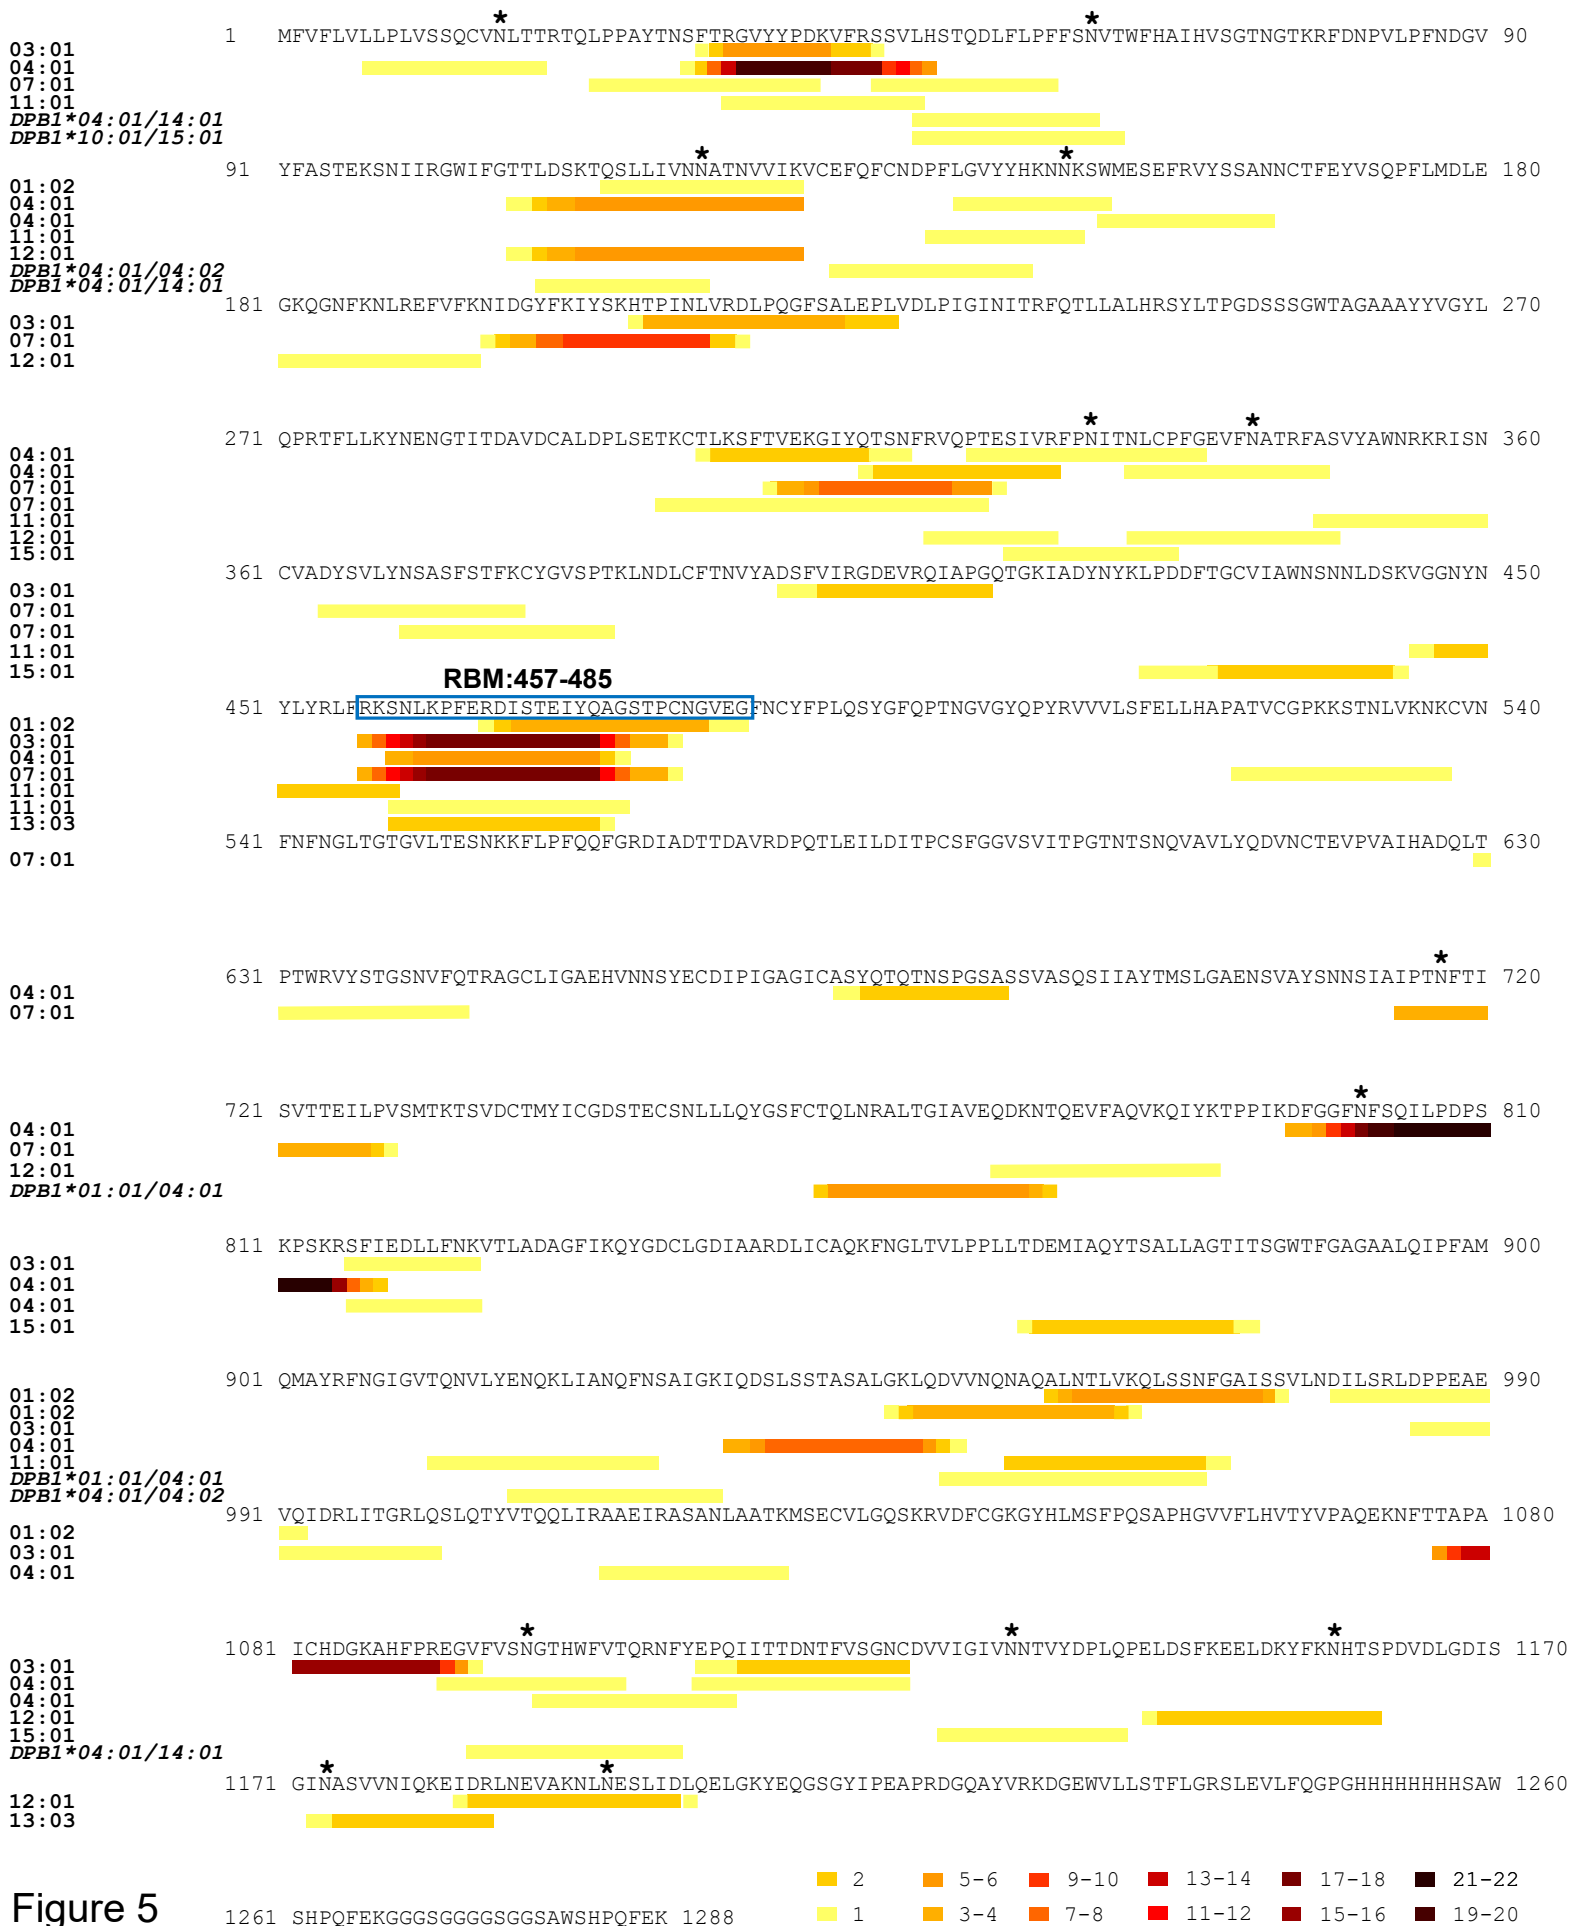 * *
1 MFVFLVLLPLVSSQCVNLTTRTQLPPAYTNSFTRGVYYPDKVFRSSVLHSTQDLFLPFFSNVTWFHAIHVSGTNGTKRFDNPVLPFNDGV 90
03:01
04:01
07:01
11:01
DPB1*04:01/14:01
DPB1*10:01/15:01
* *
91 YFASTEKSNIIRGWIFGTTLDSKTQSLLIVNNATNVVIKVCEFQFCNDPFLGVYYHKNNKSWMESEFRVYSSANNCTFEYVSQPFLMDLE 180
01:02
04:01
04:01
11:01
12:01
DPB1*04:01/04:02
DPB1*04:01/14:01
181 GKQGNFKNLREFVFKNIDGYFKIYSKHTPINLVRDLPQGFSALEPLVDLPIGINITRFQTLLALHRSYLTPGDSSSGWTAGAAAYYVGYL 270
03:01
07:01
12:01
* *
271 QPRTFLLKYNENGTITDAVDCALDPLSETKCTLKSFTVEKGIYQTSNFRVQPTESIVRFPNITNLCPFGEVFNATRFASVYAWNRKRISN 360
04:01
04:01
07:01
07:01
11:01
12:01
15:01
361 CVADYSVLYNSASFSTFKCYGVSPTKLNDLCFTNVYADSFVIRGDEVRQIAPGQTGKIADYNYKLPDDFTGCVIAWNSNNLDSKVGGNYN 450
03:01
07:01
07:01
11:01
15:01
RBM:457-485
451 YLYRLFRKSNLKPFERDISTEIYQAGSTPCNGVEGFNCYFPLQSYGFQPTNGVGYQPYRVVVLSFELLHAPATVCGPKKSTNLVKNKCVN 540
01:02
03:01
04:01
07:01
11:01
11:01
13:03
541 FNFNGLTGTGVLTESNKKFLPFQQFGRDIADTTDAVRDPQTLEILDITPCSFGGVSVITPGTNTSNQVAVLYQDVNCTEVPVAIHADQLT 630
07:01
*
631 PTWRVYSTGSNVFQTRAGCLIGAEHVNNSYECDIPIGAGICASYQTQTNSPGSASSVASQSIIAYTMSLGAENSVAYSNNSIAIPTNFTI 720
04:01
07:01
*
721 SVTTEILPVSMTKTSVDCTMYICGDSTECSNLLLQYGSFCTQLNRALTGIAVEQDKNTQEVFAQVKQIYKTPPIKDFGGFNFSQILPDPS 810
04:01
07:01
12:01
DPB1*01:01/04:01
811 KPSKRSFIEDLLFNKVTLADAGFIKQYGDCLGDIAARDLICAQKFNGLTVLPPLLTDEMIAQYTSALLAGTITSGWTFGAGAALQIPFAM 900
03:01
04:01
04:01
15:01
901 QMAYRFNGIGVTQNVLYENQKLIANQFNSAIGKIQDSLSSTASALGKLQDVVNQNAQALNTLVKQLSSNFGAISSVLNDILSRLDPPEAE 990
01:02
01:02
03:01
04:01
11:01
DPB1*01:01/04:01
DPB1*04:01/04:02
991 VQIDRLITGRLQSLQTYVTQQLIRAAEIRASANLAATKMSECVLGQSKRVDFCGKGYHLMSFPQSAPHGVVFLHVTYVPAQEKNFTTAPA 1080
01:02
03:01
04:01
* * *
1081 ICHDGKAHFPREGVFVSNGTHWFVTQRNFYEPQIITTDNTFVSGNCDVVIGIVNNTVYDPLQPELDSFKEELDKYFKNHTSPDVDLGDIS 1170
03:01
04:01
04:01
12:01
15:01
DPB1*04:01/14:01
* *
1171 GINASVVNIQKEIDRLNEVAKNLNESLIDLQELGKYEQGSGYIPEAPRDGQAYVRKDGEWVLLSTFLGRSLEVLFQGPGHHHHHHHHSAW 1260
12:01
13:03
2 5-6 9-10 13-14 17-18 21-22
1 3-4 7-8 11-12 15-16 19-20
1261 SHPQFEKGGGSGGGGSGGSAWSHPQFEK 1288
Figure 5